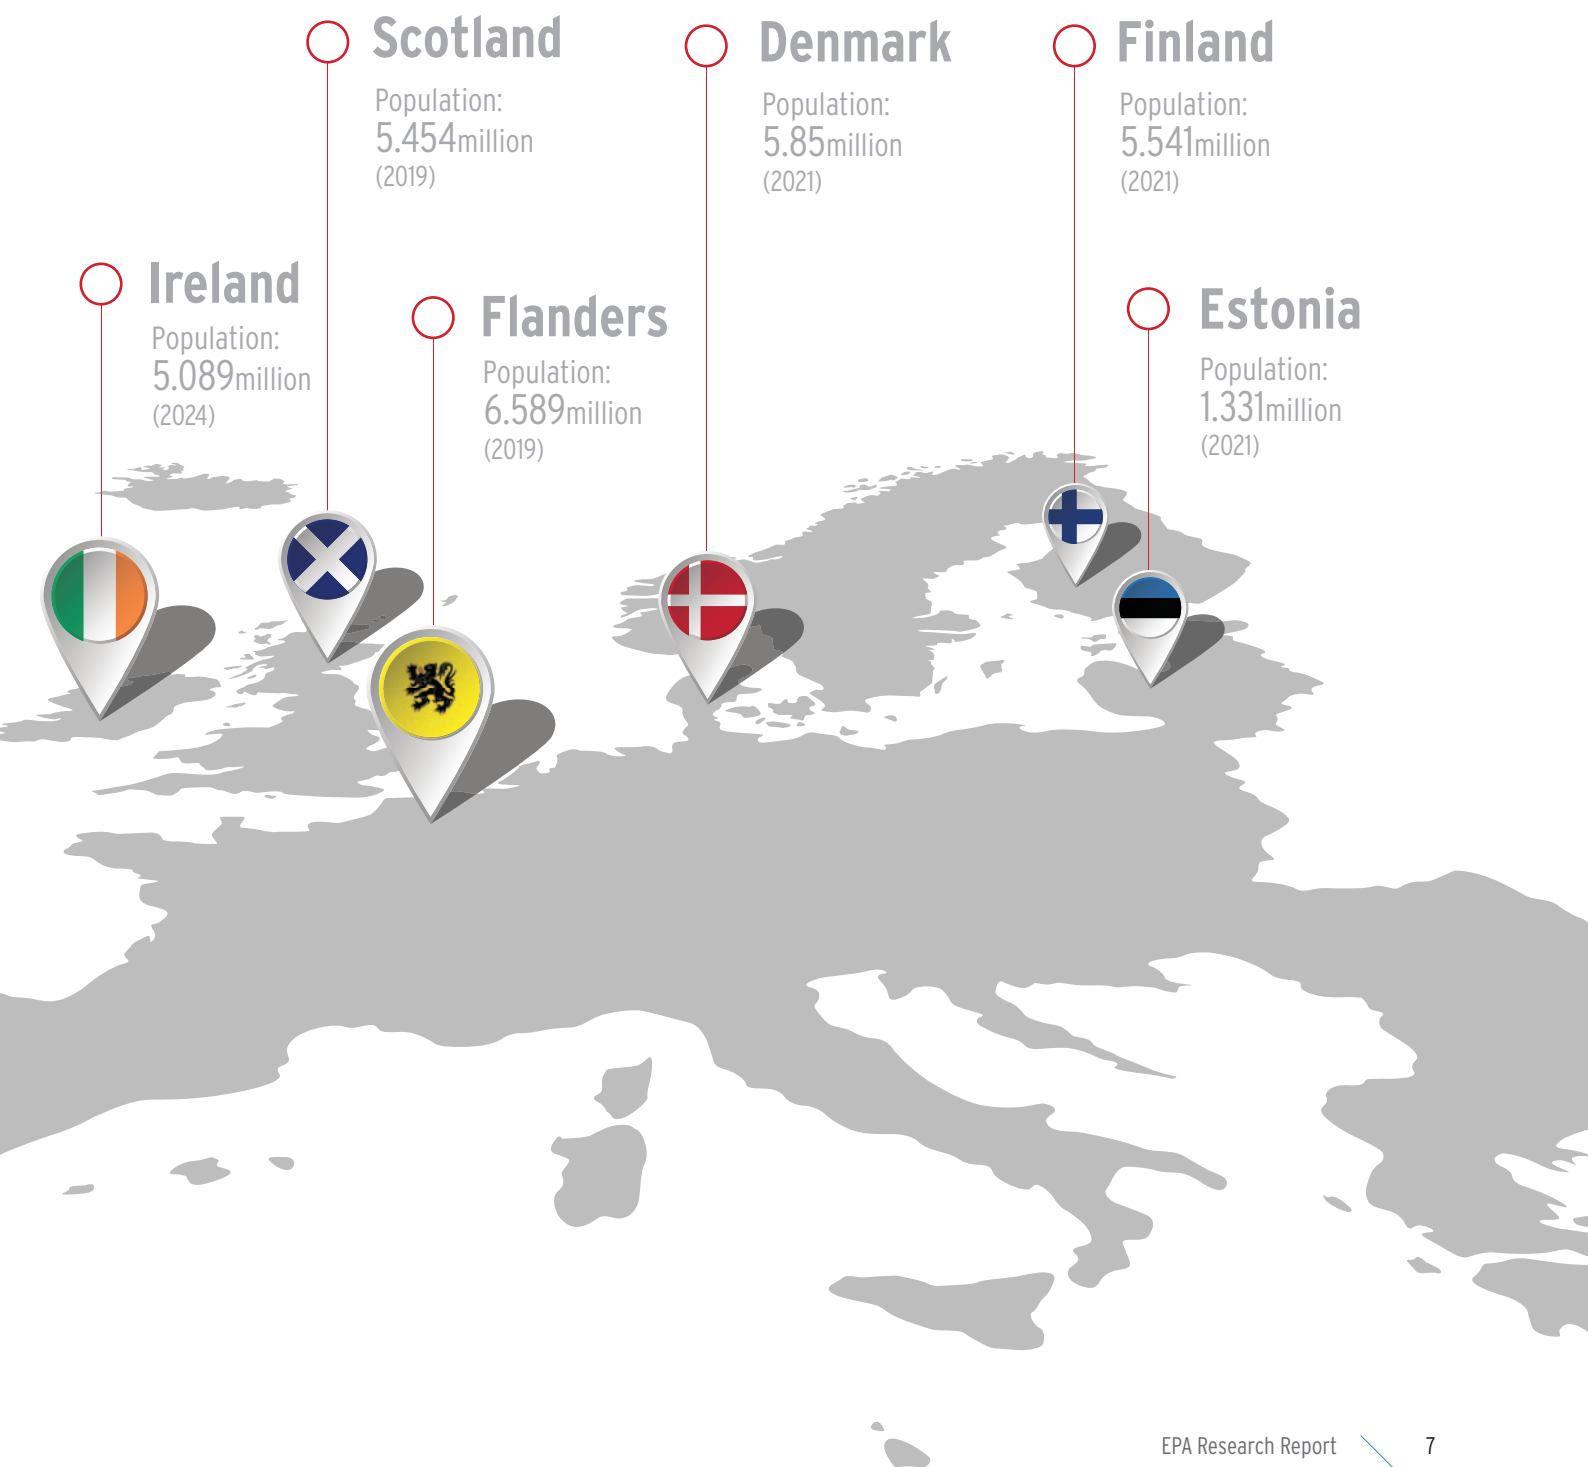 Scotland
Population:
5.454million
(2019)
Denmark
Population:
5.85million
(2021)
Finland
Population:
5.541million
(2021)
Ireland
Population:
5.089million
(2024)
Flanders
Population:
6.589million
(2019)
Estonia
Population:
1.331million
(2021)
EPA Research Report 7